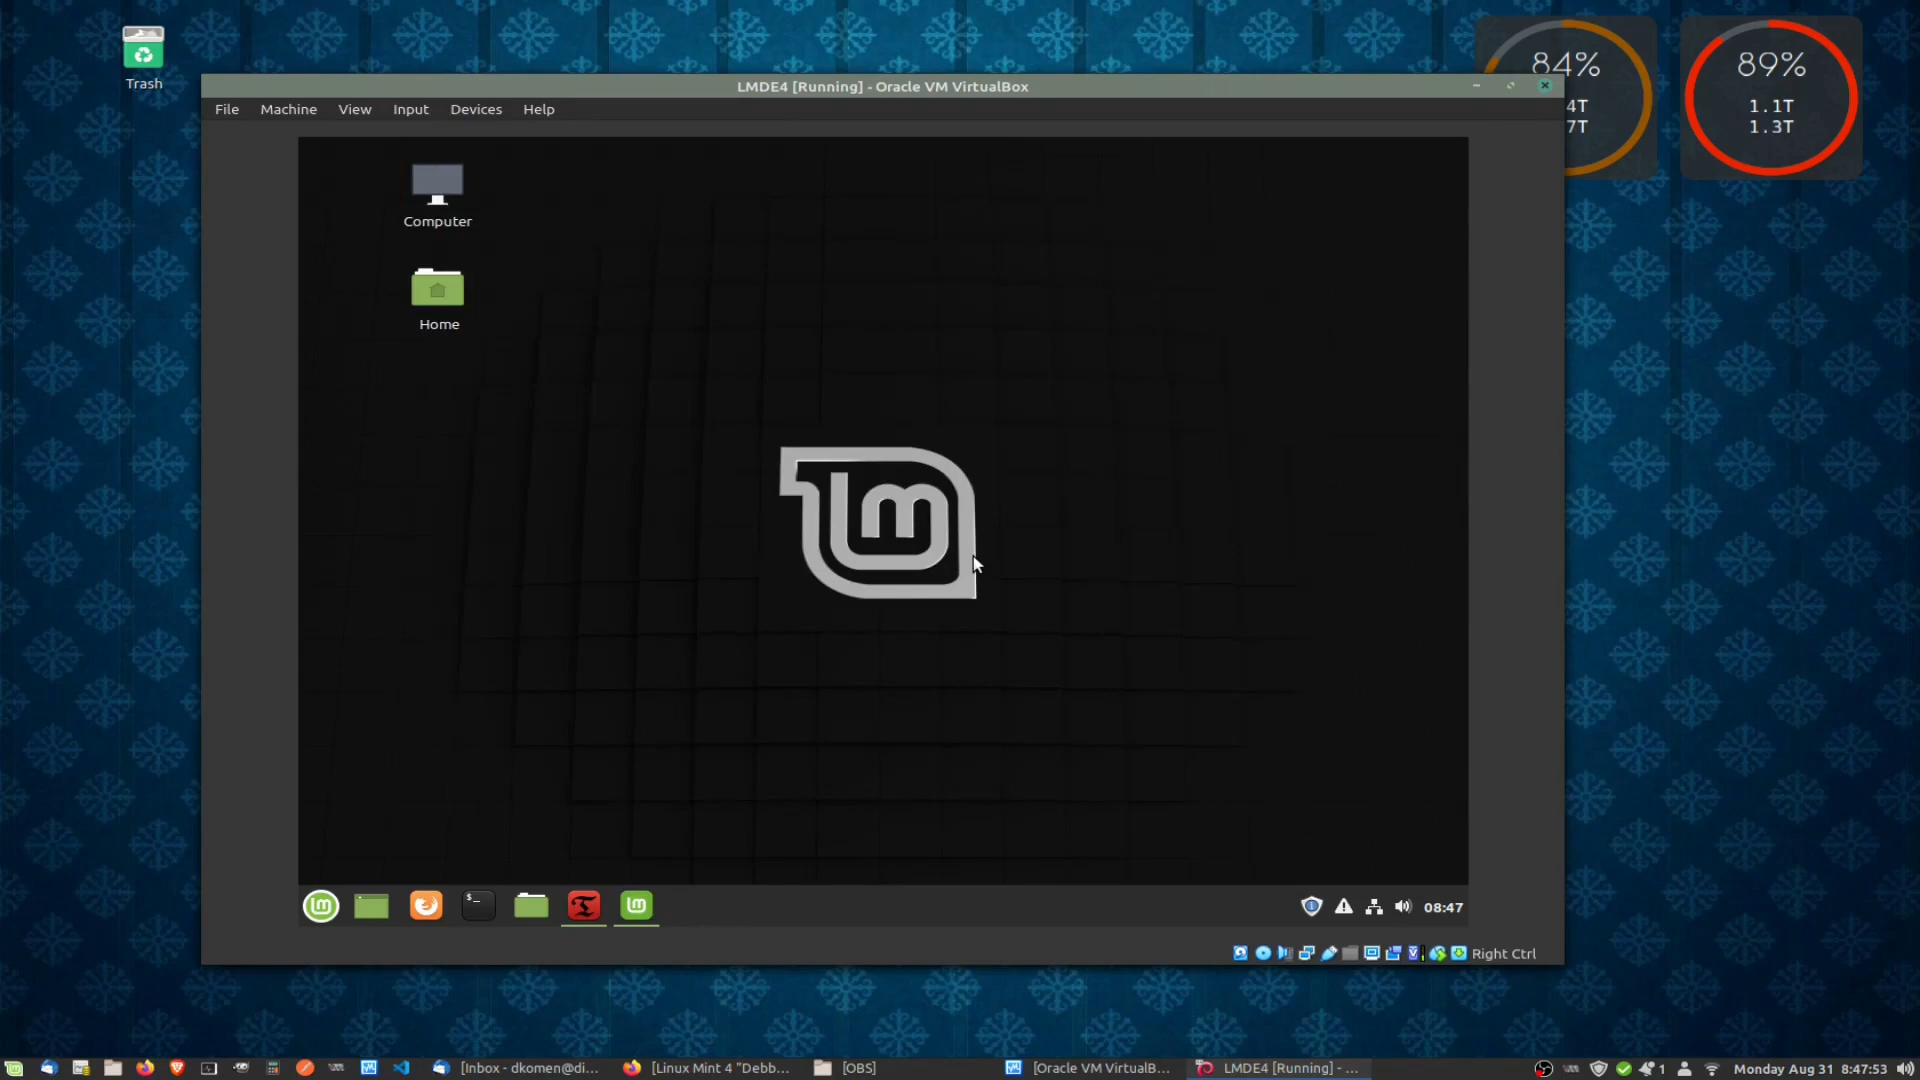 Trash
84%
4T
7T
89%
1.1T
1.3T
LMDE4 [Running] - Oracle VM VirtualBox
File Machine View Input Devices Help
Computer
Home
lm
08:47
Right Ctrl
[Inbox - dkomen@di... [Linux Mint 4 "Debb... [OBS] [Oracle VM VirtualB... LMDE4 [Running] - ... 1 Monday Aug 31 8:47:53